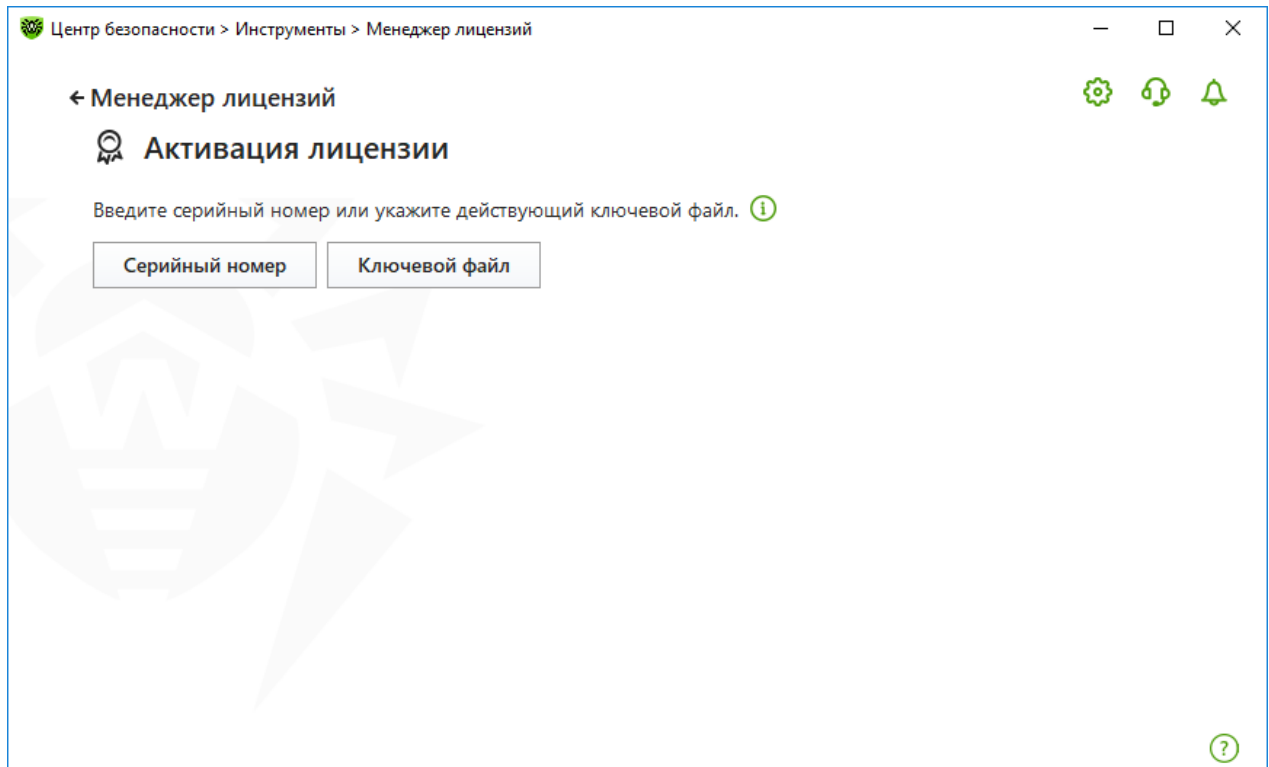 Центр безопасности > Инструменты > Менеджер лицензий
Менеджер лицензий
Активация лицензии
Введите серийный номер или укажите действующий ключевой файл.
Серийный номер Ключевой файл